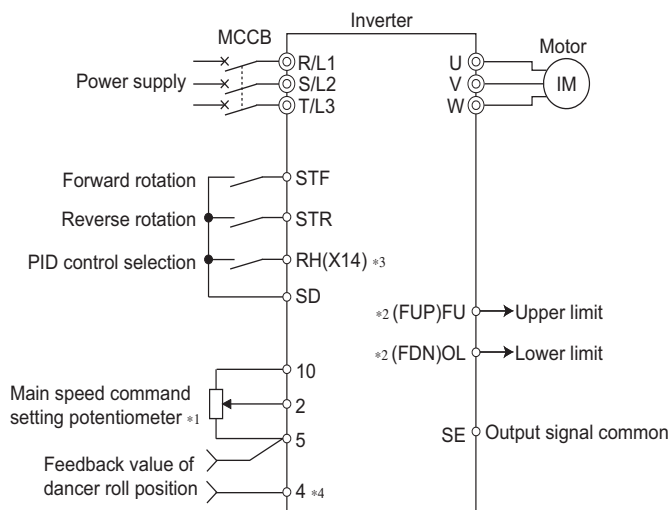 Inverter
MCCB
Motor
Power supply
R/L1
S/L2
T/L3
U
V
W
IM
Forward rotation
STF
Reverse rotation
STR
PID control selection
RH(X14) *3
SD
*2 (FUP)FU
Upper limit
*2 (FDN)OL
Lower limit
10
Main speed command
setting potentiometer *1
2
5
SE
Output signal common
Feedback value of
dancer roll position
4 *4